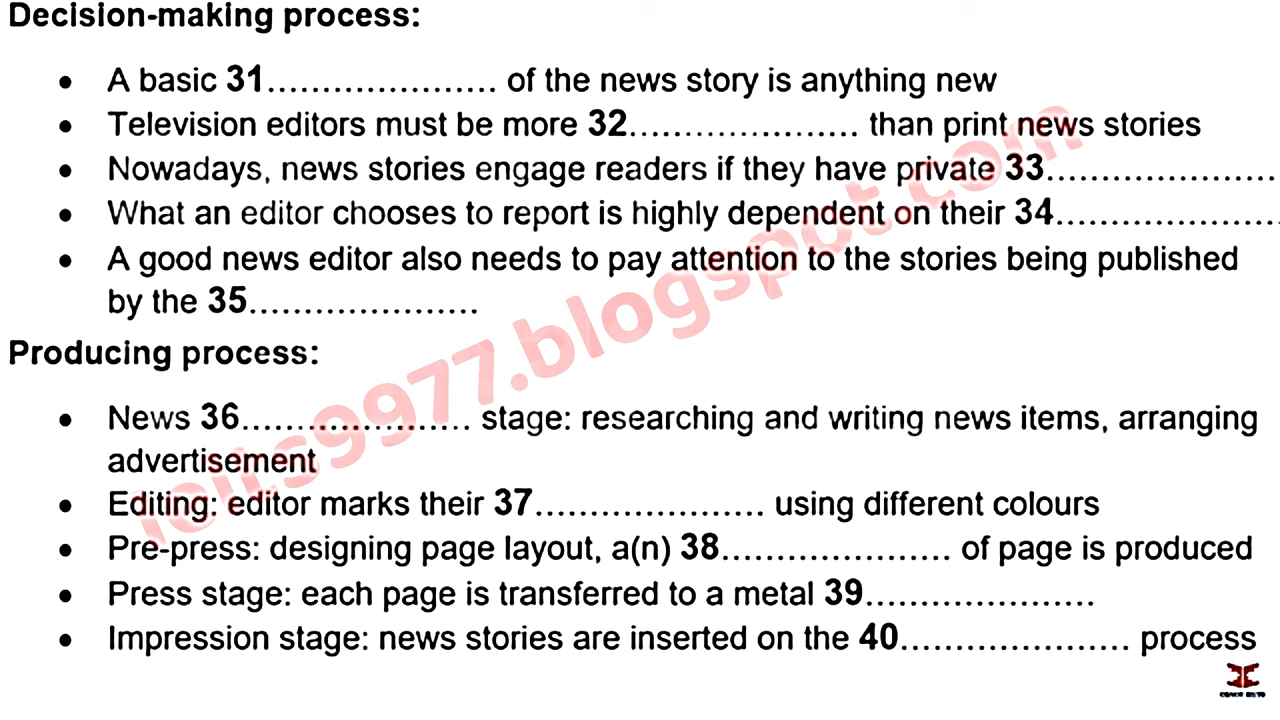 Decision-making process:
• A basic 31..................... of the news story is anything new
• Television editors must be more 32..................... than print news stories
• Nowadays, news stories engage readers if they have private 33.....................
• What an editor chooses to report is highly dependent on their 34.....................
• A good news editor also needs to pay attention to the stories being published
by the 35.....................
Producing process:
• News 36..................... stage: researching and writing news items, arranging
advertisement
• Editing: editor marks their 37..................... using different colours
• Pre-press: designing page layout, a(n) 38..................... of page is produced
• Press stage: each page is transferred to a metal 39.....................
• Impression stage: news stories are inserted on the 40..................... process
ielts9977.blogspot.com